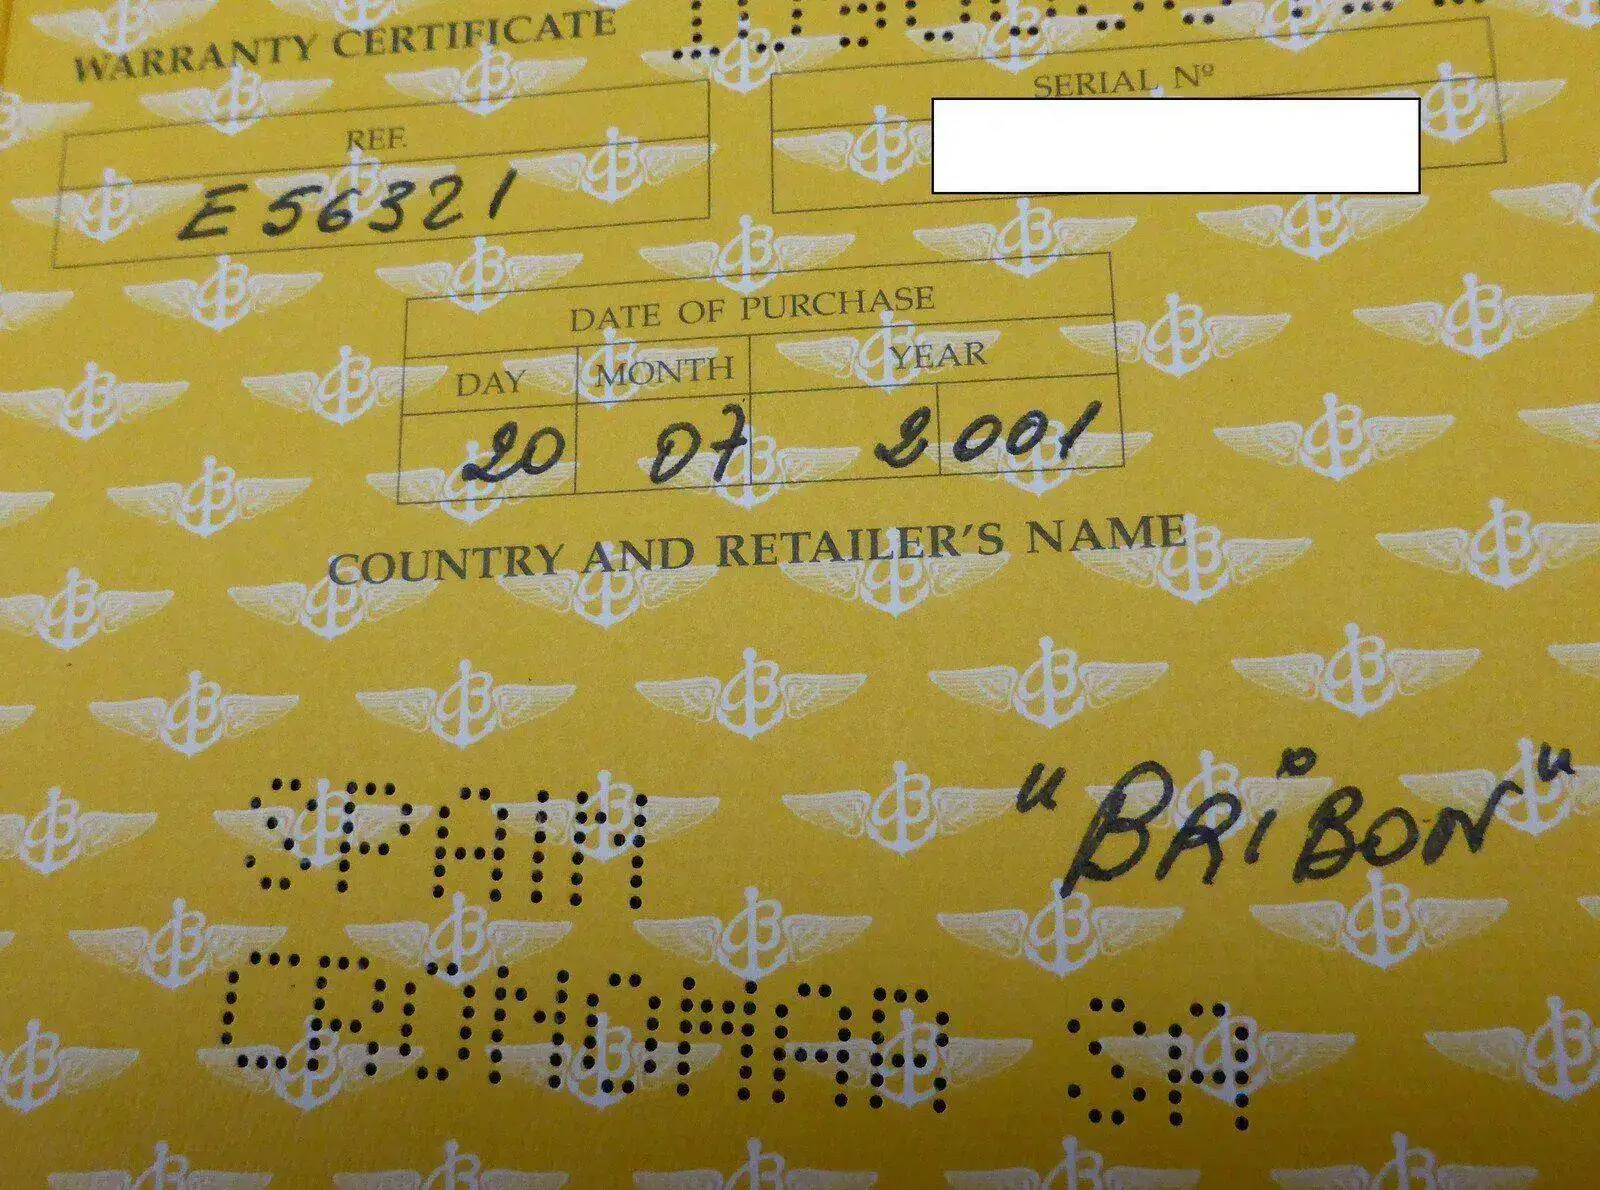 WARRANTY CERTIFICATE
REF.
E56321
SERIAL Nº
DATE OF PURCHASE
DAY MONTH YEAR
20 07 2001
COUNTRY AND RETAILER'S NAME
SPAIN
"BRIBON"
CRONOMAR SA